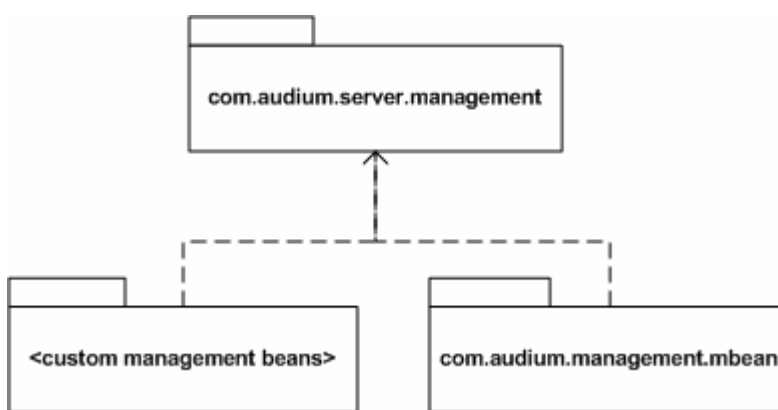 com.audium.server.management
<custom management beans>
com.audium.management.mbean